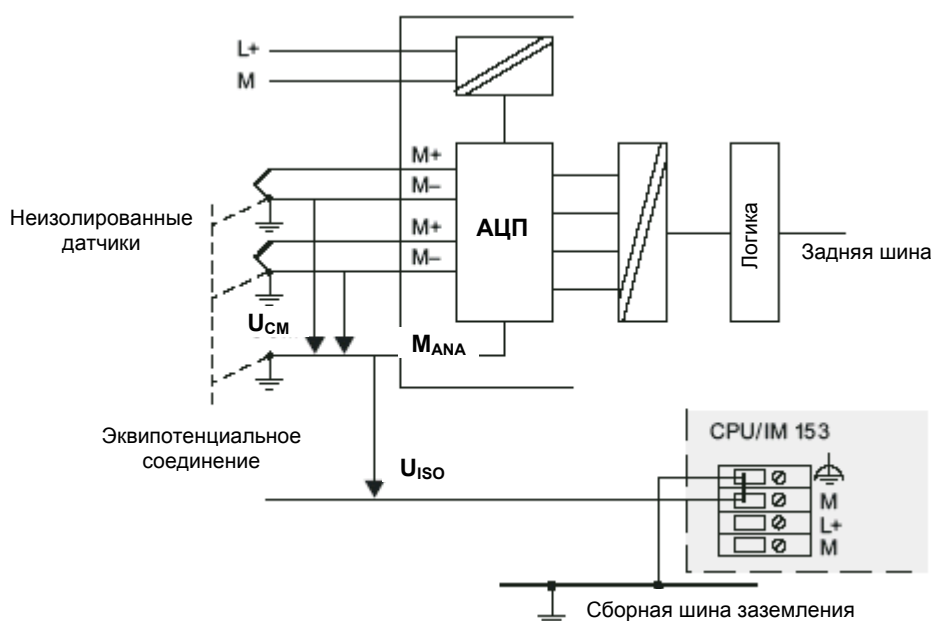 L+
M
M+
M–
M+
M–
АЦП
Логика
Задняя шина
Неизолированные
датчики
UCM
MANA
Эквипотенциальное
соединение
UISO
CPU/IM 153
M
L+
M
Сборная шина заземления